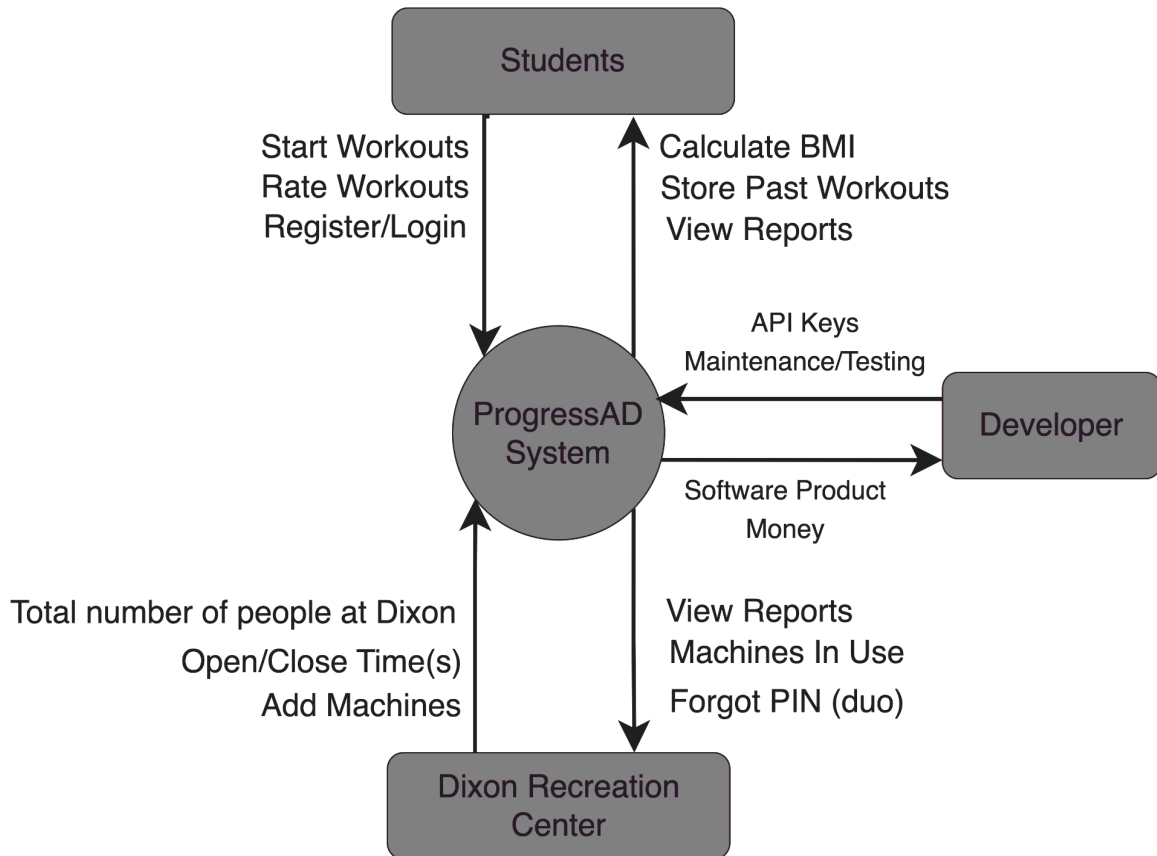 Students
Start Workouts
Rate Workouts
Register/Login
Calculate BMI
Store Past Workouts
View Reports
API Keys
Maintenance/Testing
ProgressAD
System
Developer
Software Product
Money
Total number of people at Dixon
Open/Close Time(s)
Add Machines
View Reports
Machines In Use
Forgot PIN (duo)
Dixon Recreation
Center